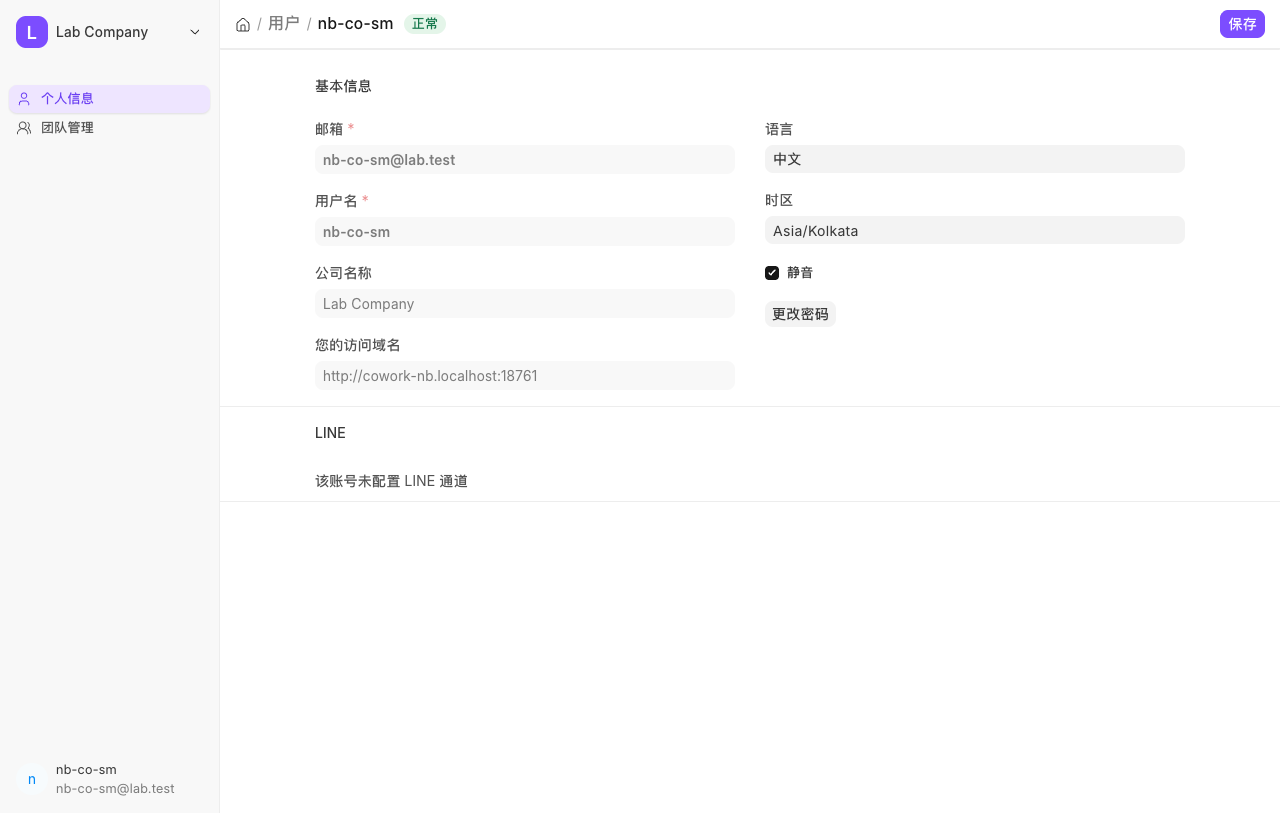 L Lab Company
个人信息
团队管理
/ 用户 / nb-co-sm 正常
保存
基本信息
邮箱 *
nb-co-sm@lab.test
用户名 *
nb-co-sm
公司名称
Lab Company
您的访问域名
http://cowork-nb.localhost:18761
语言
中文
时区
Asia/Kolkata
静音
更改密码
LINE
该账号未配置 LINE 通道
n
nb-co-sm
nb-co-sm@lab.test